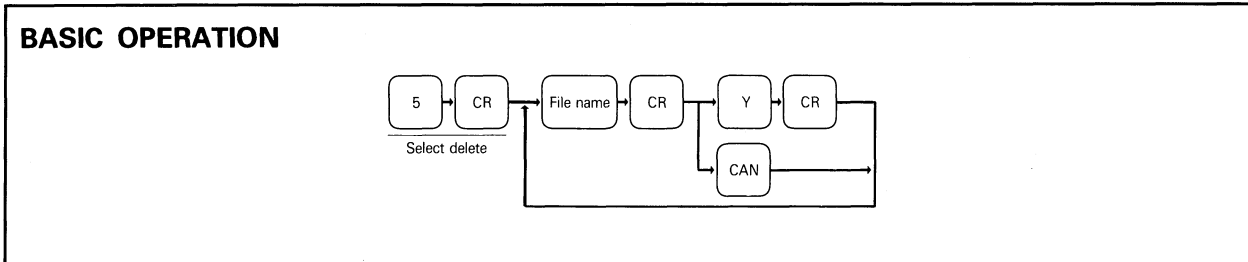 BASIC OPERATION
5 CR File name CR Y CR
Select delete
CAN